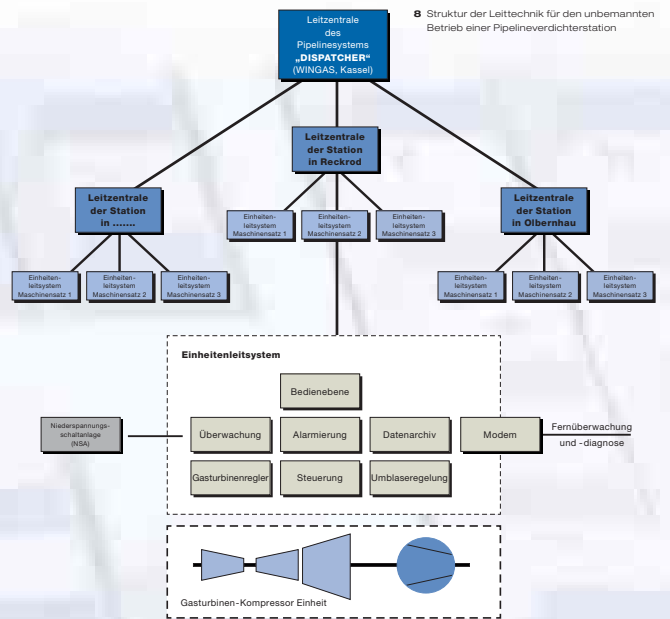 8 Struktur der Leittechnik für den unbemannten
Betrieb einer Pipelineverdichterstation
Leitzentrale
des
Pipelinesystems
„DISPATCHER“
(WINGAS, Kassel)
Leitzentrale
der Station
in Reckrod
Leitzentrale
der Station
in .......
Leitzentrale
der Station
in Olbernhau
Einheiten-
leitsystem
Maschinensatz 1
Einheiten-
leitsystem
Maschinensatz 2
Einheiten-
leitsystem
Maschinensatz 3
Einheiten-
leitsystem
Maschinensatz 1
Einheiten-
leitsystem
Maschinensatz 2
Einheiten-
leitsystem
Maschinensatz 3
Einheiten-
leitsystem
Maschinensatz 1
Einheiten-
leitsystem
Maschinensatz 2
Einheiten-
leitsystem
Maschinensatz 3
Einheitenleitsystem
Bedienebene
Niederspannungs-
schaltanlage
(NSA)
Überwachung
Alarmierung
Datenarchiv
Modem
Fernüberwachung
und -diagnose
Gasturbinenregler
Steuerung
Umblaseregelung
Gasturbinen-Kompressor Einheit